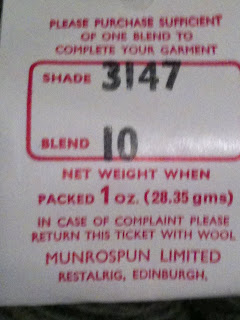 PLEASE PURCHASE SUFFICIENT
OF ONE BLEND TO
COMPLETE YOUR GARMENT
SHADE 3147
BLEND 10
NET WEIGHT WHEN
PACKED 1 oz. (28.35 gms)
IN CASE OF COMPLAINT PLEASE
RETURN THIS TICKET WITH WOOL
MUNROSPUN LIMITED
RESTALRIG, EDINBURGH,